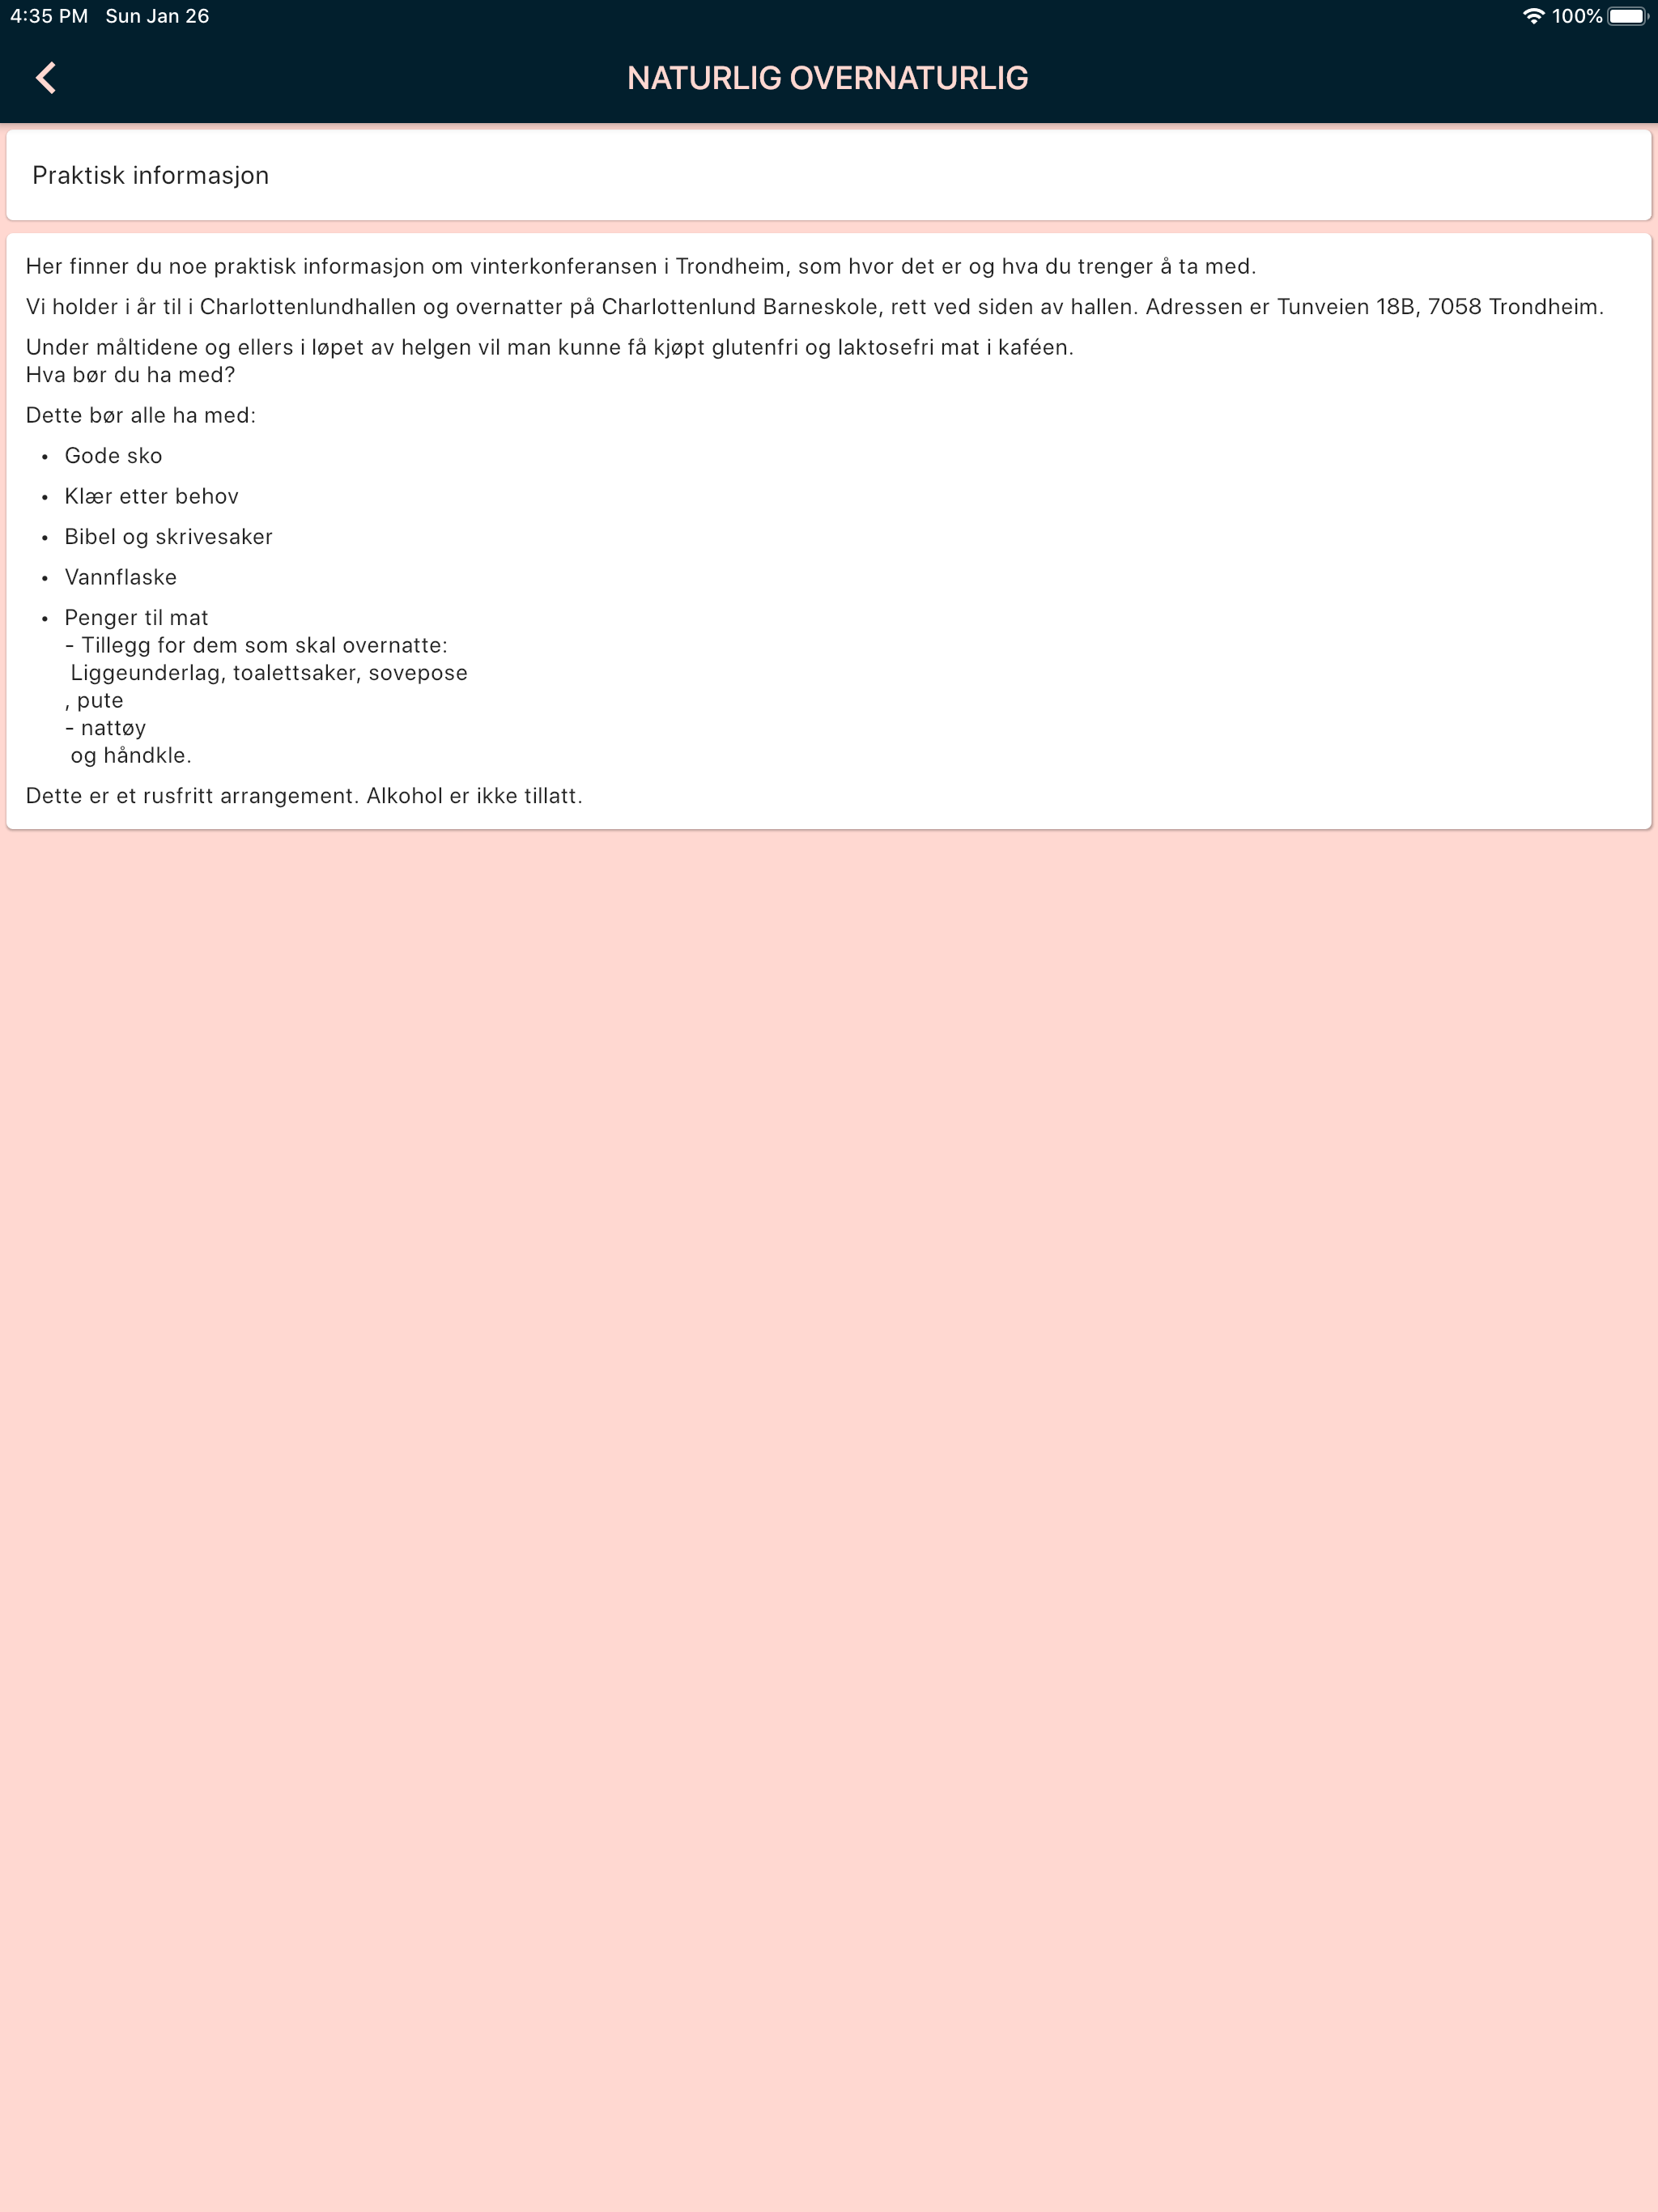 4:35 PM Sun Jan 26 100%
NATURLIG OVERNATURLIG
Praktisk informasjon
Her finner du noe praktisk informasjon om vinterkonferansen i Trondheim, som hvor det er og hva du trenger å ta med.
Vi holder i år til i Charlottenlundhallen og overnatter på Charlottenlund Barneskole, rett ved siden av hallen. Adressen er Tunveien 18B, 7058 Trondheim.
Under måltidene og ellers i løpet av helgen vil man kunne få kjøpt glutenfri og laktosefri mat i kaféen.
Hva bør du ha med?
Dette bør alle ha med:
• Gode sko
• Klær etter behov
• Bibel og skrivesaker
• Vannflaske
• Penger til mat
- Tillegg for dem som skal overnatte:
Liggeunderlag, toalettsaker, sovepose
, pute
- nattøy
og håndkle.
Dette er et rusfritt arrangement. Alkohol er ikke tillatt.